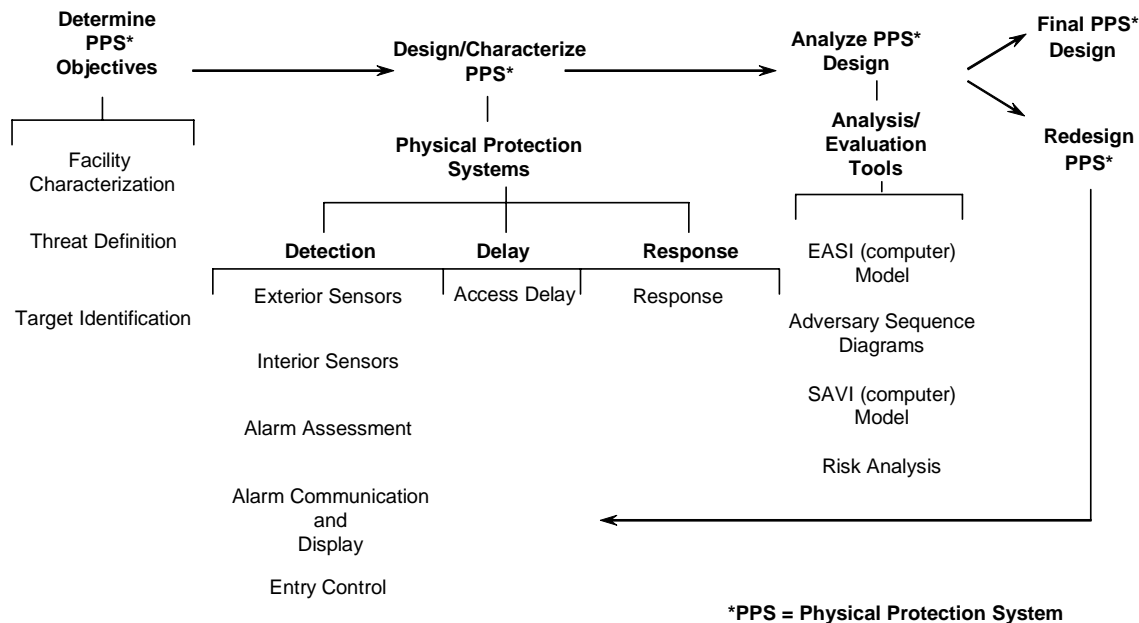 Determine
PPS*
Objectives
Facility
Characterization
Threat Definition
Target Identification
Design/Characterize
PPS*
Physical Protection
Systems
Detection
Exterior Sensors
Interior Sensors
Alarm Assessment
Alarm Communication
and
Display
Entry Control
Delay
Access Delay
Response
Response
Analyze PPS*
Design
Analysis/
Evaluation
Tools
EASI (computer)
Model
Adversary Sequence
Diagrams
SAVI (computer)
Model
Risk Analysis
Final PPS*
Design
Redesign
PPS*
*PPS = Physical Protection System